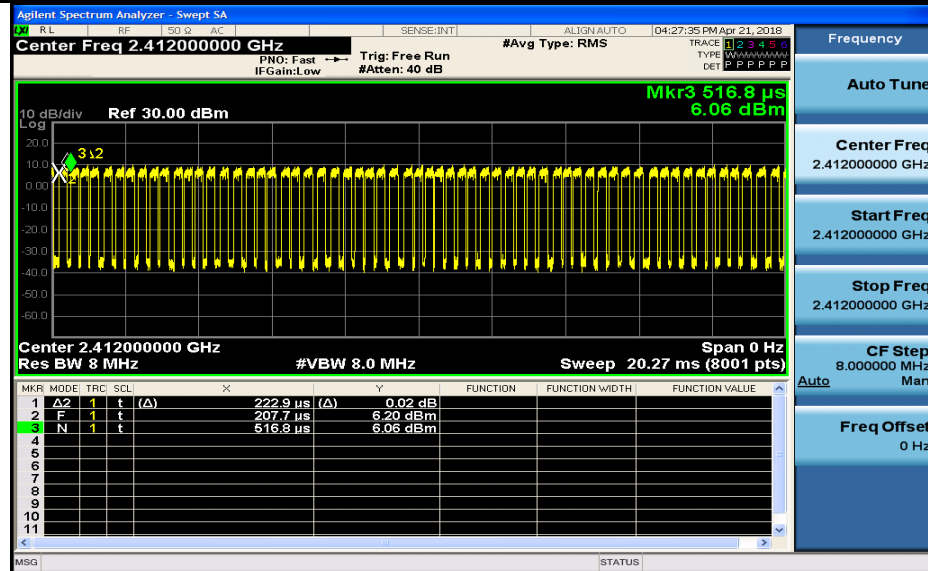 Agilent Spectrum Analyzer - Swept SA
LXI RL RF 50 Ω AC SENSE:INT ALIGN AUTO 04:27:35 PM Apr 21, 2018
Center Freq 2.412000000 GHz
PNO: Fast
IFGain:Low
Trig: Free Run
#Atten: 40 dB
#Avg Type: RMS
TRACE 1 2 3 4 5 6
TYPE
DET P P P P P P
Mkr3 516.8 µs
6.06 dBm
10 dB/div Ref 30.00 dBm
Log
20.0
10.0
0.00
-10.0
-20.0
-30.0
-40.0
-50.0
-60.0
3 1Δ2
2
Center 2.412000000 GHz Span 0 Hz
Res BW 8 MHz #VBW 8.0 MHz Sweep 20.27 ms (8001 pts)
MKR MODE TRC SCL X Y FUNCTION FUNCTION WIDTH FUNCTION VALUE
1 Δ2 1 t (Δ) 222.9 µs (Δ) 0.02 dB
2 F 1 t 207.7 µs 6.20 dBm
3 N 1 t 516.8 µs 6.06 dBm
4
5
6
7
8
9
10
11
MSG STATUS
Frequency
Auto Tune
Center Freq
2.412000000 GHz
Start Freq
2.412000000 GHz
Stop Freq
2.412000000 GHz
CF Step
8.000000 MHz
Auto Man
Freq Offset
0 Hz